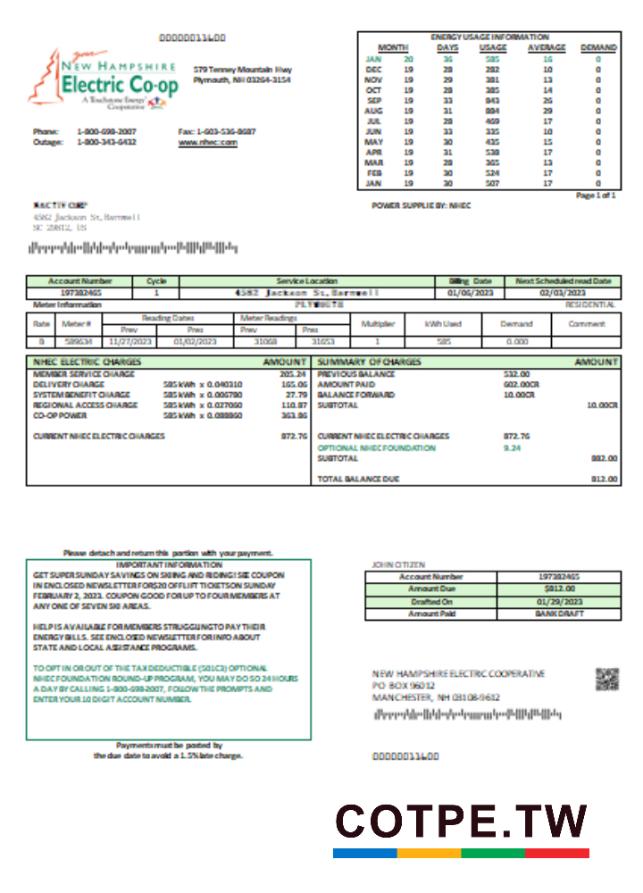 00000011600
your
NEW HAMPSHIRE
Electric Co-op
A Touchstone Energy
Cooperative
579 Tenney Mountain Hwy
Plymouth, NH 03264-3154
Phone: 1-800-698-2007 Fax: 1-603-536-8687
Outage: 1-800-343-6432 www.nhec.com
ENERGY USAGE INFORMATION
MONTH DAYS USAGE AVERAGE DEMAND
JAN 20 36 585 16 0
DEC 19 28 282 10 0
NOV 19 29 381 13 0
OCT 19 28 385 14 0
SEP 19 33 843 26 0
AUG 19 31 884 29 0
JUL 19 28 469 17 0
JUN 19 33 335 10 0
MAY 19 30 435 15 0
APR 19 31 538 17 0
MAR 19 28 365 13 0
FEB 19 30 524 17 0
JAN 19 30 507 17 0
Page 1 of 1
POWER SUPPLIE BY: NHEC
4582 Jackson St, Barnwell
SC 29812, US
Account Number Cycle Service Location Billing Date Next Scheduled read Date
197382465 1 4582 Jackson St, Barnwell 01/06/2023 02/03/2023
Meter Information PLYMOUTH RESIDENTIAL
Rate Meter # Reading Dates Meter Readings Multiplier kWh Used Demand Comment
Prev Pres Prev Pres
B 589634 11/27/2023 01/02/2023 31068 31653 1 585 0.000
NHEC ELECTRIC CHARGES AMOUNT
MEMBER SERVICE CHARGE 205.24
DELIVERY CHARGE 585 kWh x 0.040310 165.06
SYSTEM BENEFIT CHARGE 585 kWh x 0.006780 27.79
REGIONAL ACCESS CHARGE 585 kWh x 0.027060 110.87
CO-OP POWER 585 kWh x 0.088860 363.86
CURRENT NHEC ELECTRIC CHARGES 872.76
SUMMARY OF CHARGES AMOUNT
PREVIOUS BALANCE 532.00
AMOUNT PAID 602.00CR
BALANCE FORWARD 10.00CR
SUBTOTAL 10.00CR
CURRENT NHEC ELECTRIC CHARGES 872.76
OPTIONAL NHEC FOUNDATION 9.24
SUBTOTAL 882.00
TOTAL BALANCE DUE 812.00
Please detach and return this portion with your payment.
IMPORTANT INFORMATION
GET SUPER SUNDAY SAVINGS ON SKIING AND RIDING! SEE COUPON
IN ENCLOSED NEWSLETTER FOR $20 OFF LIFT TICKETS ON SUNDAY
FEBRUARY 2, 2023. COUPON GOOD FOR UP TO FOUR MEMBERS AT
ANY ONE OF SEVEN SKI AREAS.
HELP IS AVAILABLE FOR MEMBERS STRUGGLING TO PAY THEIR
ENERGY BILLS. SEE ENCLOSED NEWSLETTER FOR INFO ABOUT
STATE AND LOCAL ASSISTANCE PROGRAMS.
TO OPT IN OR OUT OF THE TAX DEDUCTIBLE (501C3) OPTIONAL
NHEC FOUNDATION ROUND-UP PROGRAM, YOU MAY DO SO 24 HOURS
A DAY BY CALLING 1-800-698-2007, FOLLOW THE PROMPTS AND
ENTER YOUR 10 DIGIT ACCOUNT NUMBER.
Payments must be posted by
the due date to avoid a 1.5% late charge.
JOHN CITIZEN
Account Number 197382465
Amount Due $812.00
Drafted On 01/29/2023
Amount Paid BANK DRAFT
NEW HAMPSHIRE ELECTRIC COOPERATIVE
PO BOX 96012
MANCHESTER, NH 03108-9612
00000011600
COTPE.TW